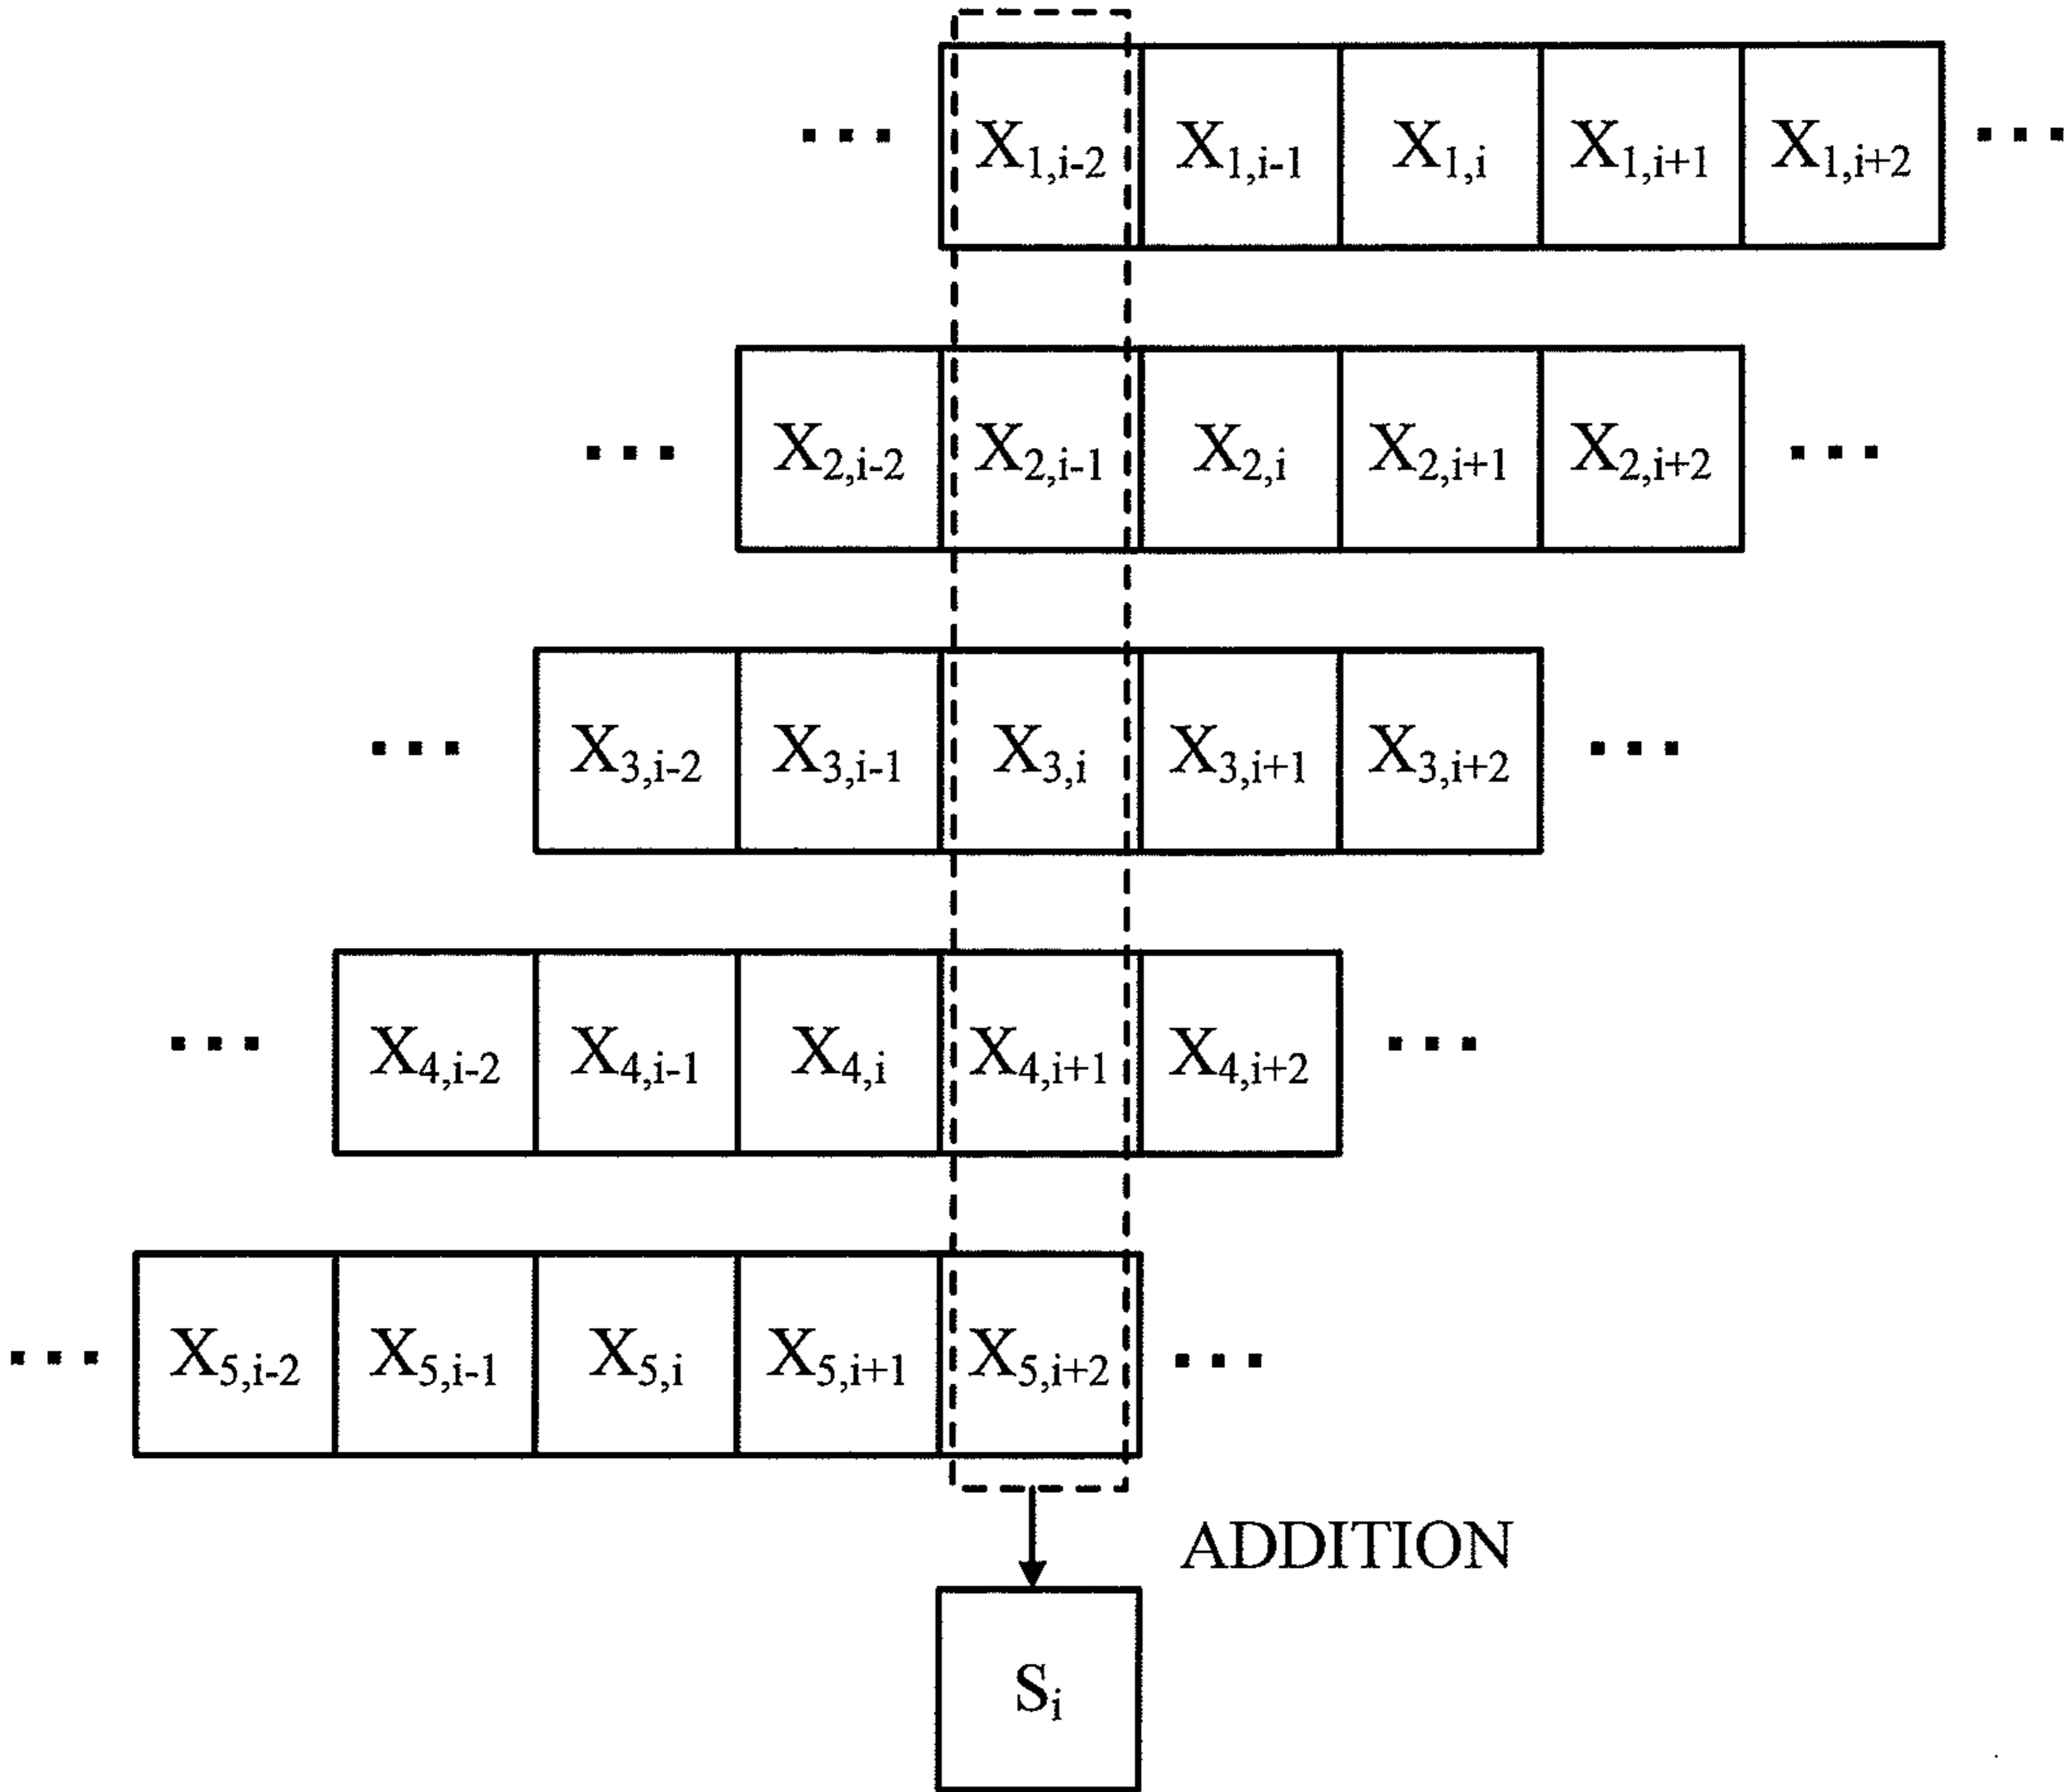 ... X1,i-2 X1,i-1 X1,i X1,i+1 X1,i+2 ...
... X2,i-2 X2,i-1 X2,i X2,i+1 X2,i+2 ...
... X3,i-2 X3,i-1 X3,i X3,i+1 X3,i+2 ...
... X4,i-2 X4,i-1 X4,i X4,i+1 X4,i+2 ...
... X5,i-2 X5,i-1 X5,i X5,i+1 X5,i+2 ...
ADDITION
Si